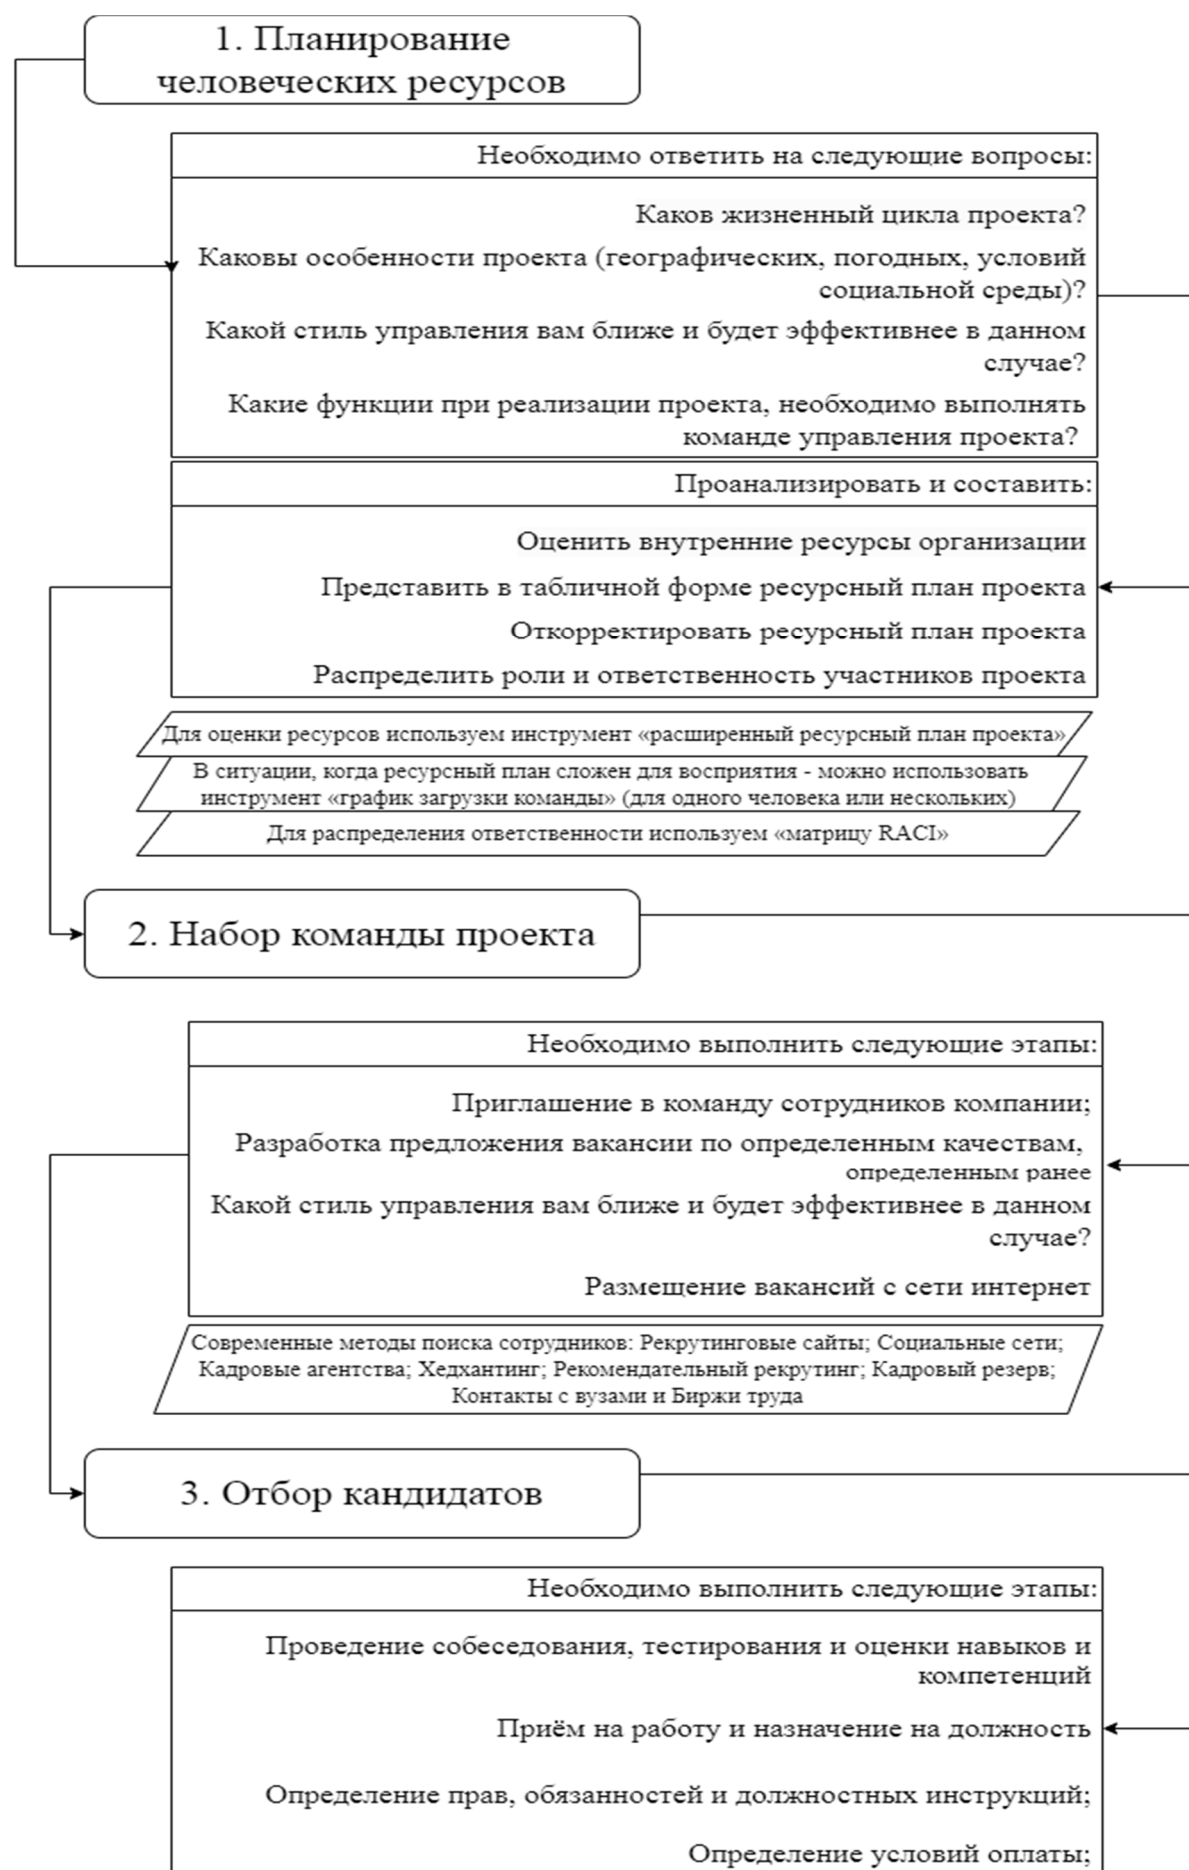 1. Планирование
человеческих ресурсов
Необходимо ответить на следующие вопросы:
Каков жизненный цикла проекта?
Каковы особенности проекта (географических, погодных, условий
социальной среды)?
Какой стиль управления вам ближе и будет эффективнее в данном
случае?
Какие функции при реализации проекта, необходимо выполнять
команде управления проекта?
Проанализировать и составить:
Оценить внутренние ресурсы организации
Представить в табличной форме ресурсный план проекта
Откорректировать ресурсный план проекта
Распределить роли и ответственность участников проекта
Для оценки ресурсов используем инструмент «расширенный ресурсный план проекта»
В ситуации, когда ресурсный план сложен для восприятия - можно использовать
инструмент «график загрузки команды» (для одного человека или нескольких)
Для распределения ответственности используем «матрицу RACI»
2. Набор команды проекта
Необходимо выполнить следующие этапы:
Приглашение в команду сотрудников компании;
Разработка предложения вакансии по определенным качествам,
определенным ранее
Какой стиль управления вам ближе и будет эффективнее в данном
случае?
Размещение вакансий с сети интернет
Современные методы поиска сотрудников: Рекрутинговые сайты; Социальные сети;
Кадровые агентства; Хедхантинг; Рекомендательный рекрутинг; Кадровый резерв;
Контакты с вузами и Биржи труда
3. Отбор кандидатов
Необходимо выполнить следующие этапы:
Проведение собеседования, тестирования и оценки навыков и
компетенций
Приём на работу и назначение на должность
Определение прав, обязанностей и должностных инструкций;
Определение условий оплаты;